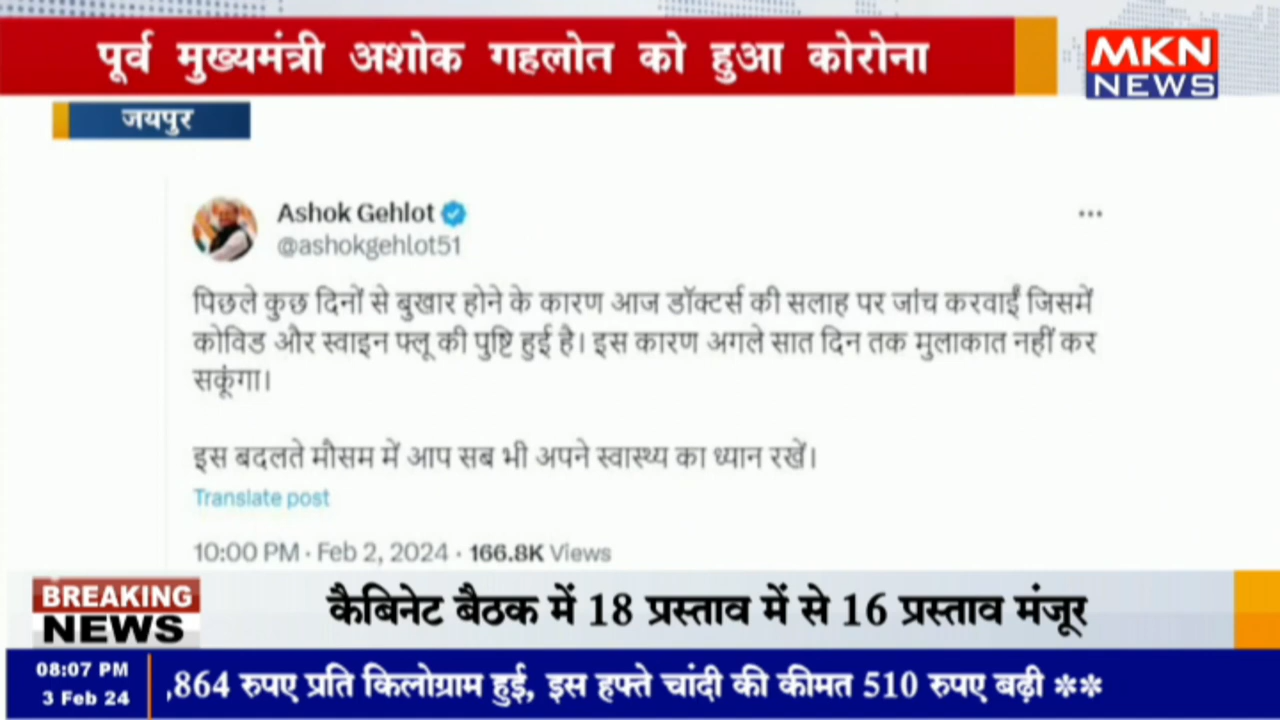 पूर्व मुख्यमंत्री अशोक गहलोत को हुआ कोरोना
MKN
NEWS
जयपुर
Ashok Gehlot
@ashokgehlot51
पिछले कुछ दिनों से बुखार होने के कारण आज डॉक्टर्स की सलाह पर जांच करवाईं जिसमें
कोविड और स्वाइन फ्लू की पुष्टि हुई है। इस कारण अगले सात दिन तक मुलाकात नहीं कर
सकूंगा।
इस बदलते मौसम में आप सब भी अपने स्वास्थ्य का ध्यान रखें।
Translate post
10:00 PM · Feb 2, 2024 · 166.8K Views
BREAKING
NEWS
कैबिनेट बैठक में 18 प्रस्ताव में से 16 प्रस्ताव मंजूर
08:07 PM
3 Feb 24
,864 रुपए प्रति किलोग्राम हुई, इस हफ्ते चांदी की कीमत 510 रुपए बढ़ी **